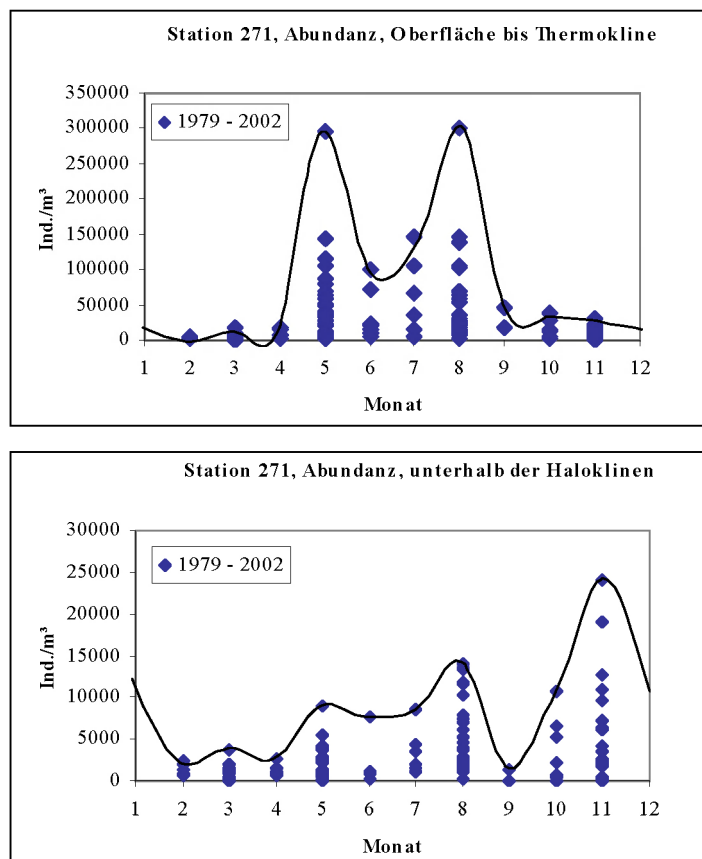 Station 271, Abundanz, Oberfläche bis Thermokline
350000
300000
250000
200000
150000
100000
50000
0
Ind./m³
1979 - 2002
1 2 3 4 5 6 7 8 9 10 11 12
Monat
Station 271, Abundanz, unterhalb der Haloklinen
30000
25000
20000
15000
10000
5000
0
Ind./m³
1979 - 2002
1 2 3 4 5 6 7 8 9 10 11 12
Monat